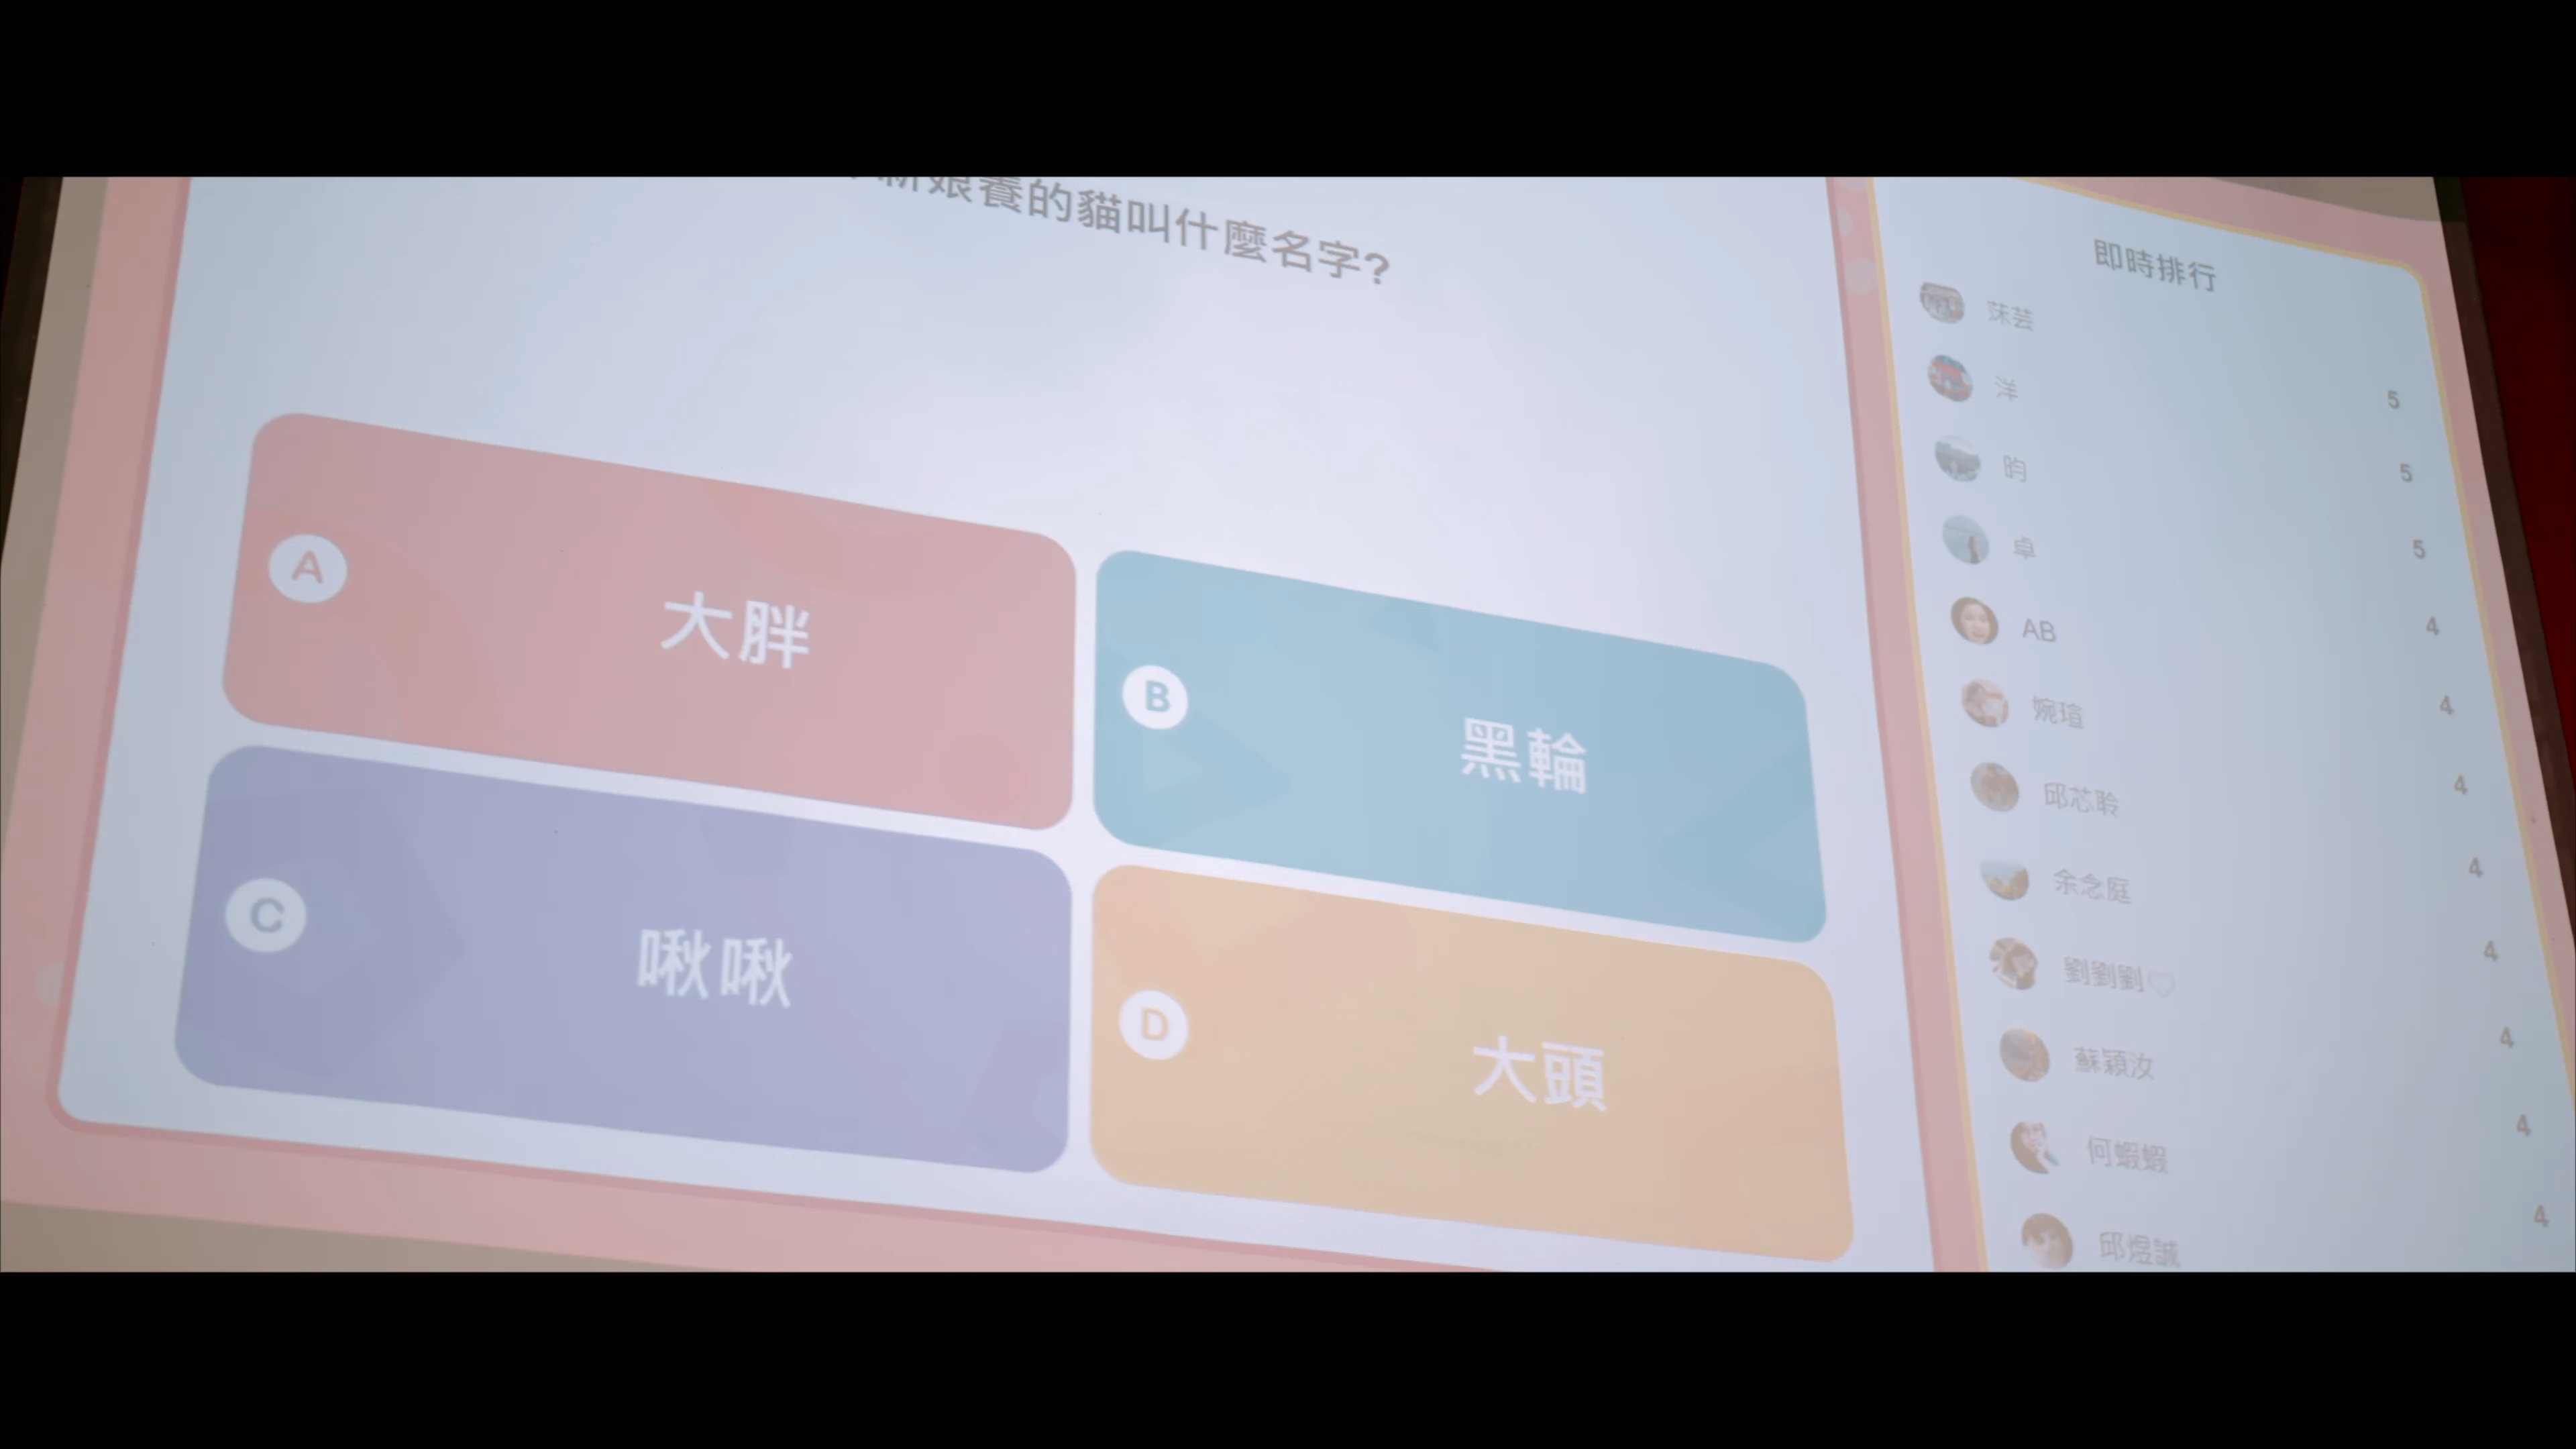 新娘養的貓叫什麼名字?
A
大胖
B
黑輪
C
啾啾
D
大頭
即時排行
莯芸
洋 5
昀 5
卓 5
AB 4
婉瑄 4
邱芯聆 4
余念庭 4
劉劉劉♡ 4
蘇穎汝 4
何蝦蝦 4
邱煜誠 4